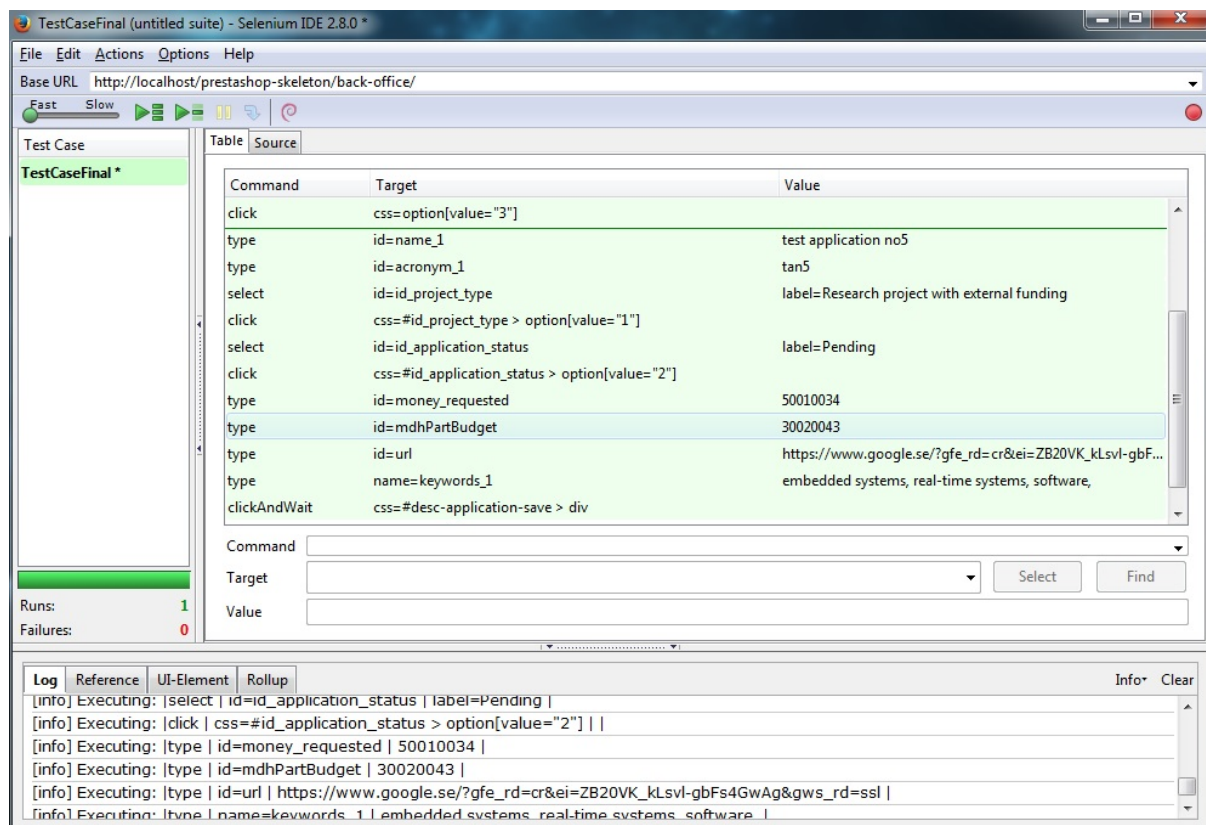 TestCaseFinal (untitled suite) - Selenium IDE 2.8.0 *
File Edit Actions Options Help
Base URL http://localhost/prestashop-skeleton/back-office/
Fast Slow
Test Case
TestCaseFinal *
Table Source
Command Target Value
click css=option[value="3"]
type id=name_1 test application no5
type id=acronym_1 tan5
select id=id_project_type label=Research project with external funding
click css=#id_project_type > option[value="1"]
select id=id_application_status label=Pending
click css=#id_application_status > option[value="2"]
type id=money_requested 50010034
type id=mdhPartBudget 30020043
type id=url https://www.google.se/?gfe_rd=cr&ei=ZB20VK_kLsvl-gbF...
type name=keywords_1 embedded systems, real-time systems, software,
clickAndWait css=#desc-application-save > div
Command
Target Select Find
Value
Runs: 1
Failures: 0
Log Reference UI-Element Rollup Info Clear
[info] Executing: |select | id=id_application_status | label=Pending |
[info] Executing: |click | css=#id_application_status > option[value="2"] | |
[info] Executing: |type | id=money_requested | 50010034 |
[info] Executing: |type | id=mdhPartBudget | 30020043 |
[info] Executing: |type | id=url | https://www.google.se/?gfe_rd=cr&ei=ZB20VK_kLsvl-gbFs4GwAg&gws_rd=ssl |
[info] Executing: |type | name=keywords_1 | embedded systems, real-time systems, software, |